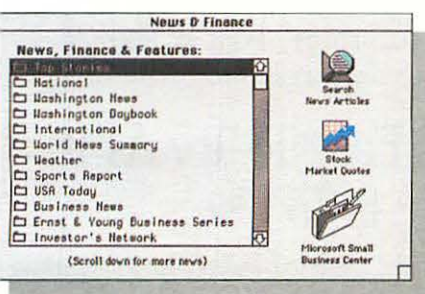 News & Finance
News, Finance & Features:
Top Stories
National
Washington News
Washington Daybook
International
World News Summary
Weather
Sports Report
USA Today
Business News
Ernst & Young Business Series
Investor's Network
(Scroll down for more news)
Search
News Articles
Stock
Market Quotes
Microsoft Small
Business Center